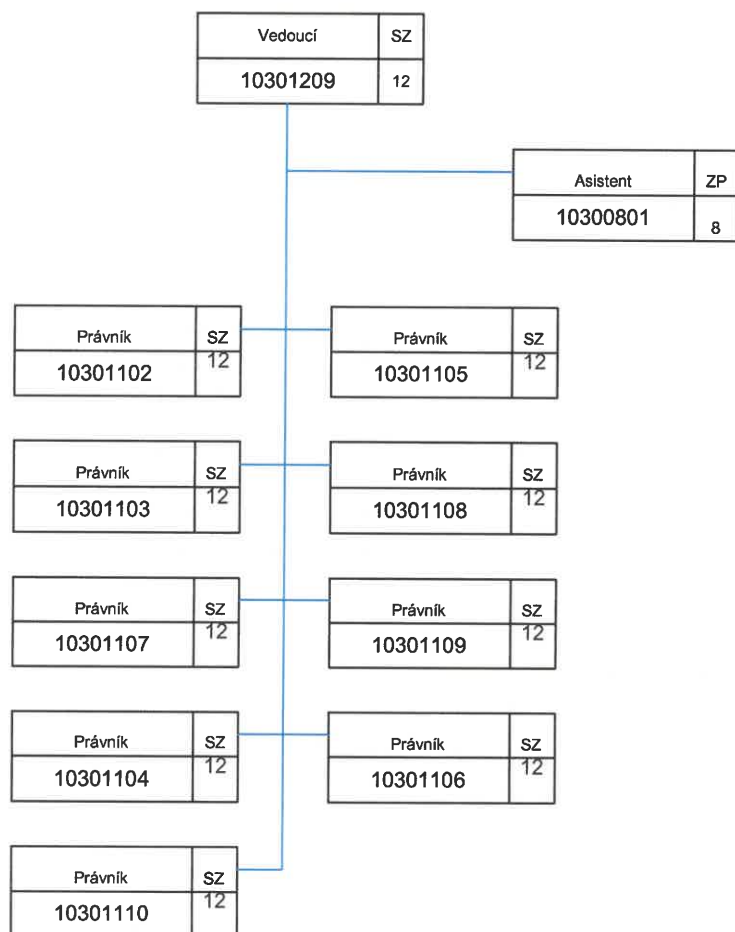 Vedoucí SZ
10301209 12
Asistent ZP
10300801 8
Právník SZ
10301102 12
Právník SZ
10301105 12
Právník SZ
10301103 12
Právník SZ
10301108 12
Právník SZ
10301107 12
Právník SZ
10301109 12
Právník SZ
10301104 12
Právník SZ
10301106 12
Právník SZ
10301110 12